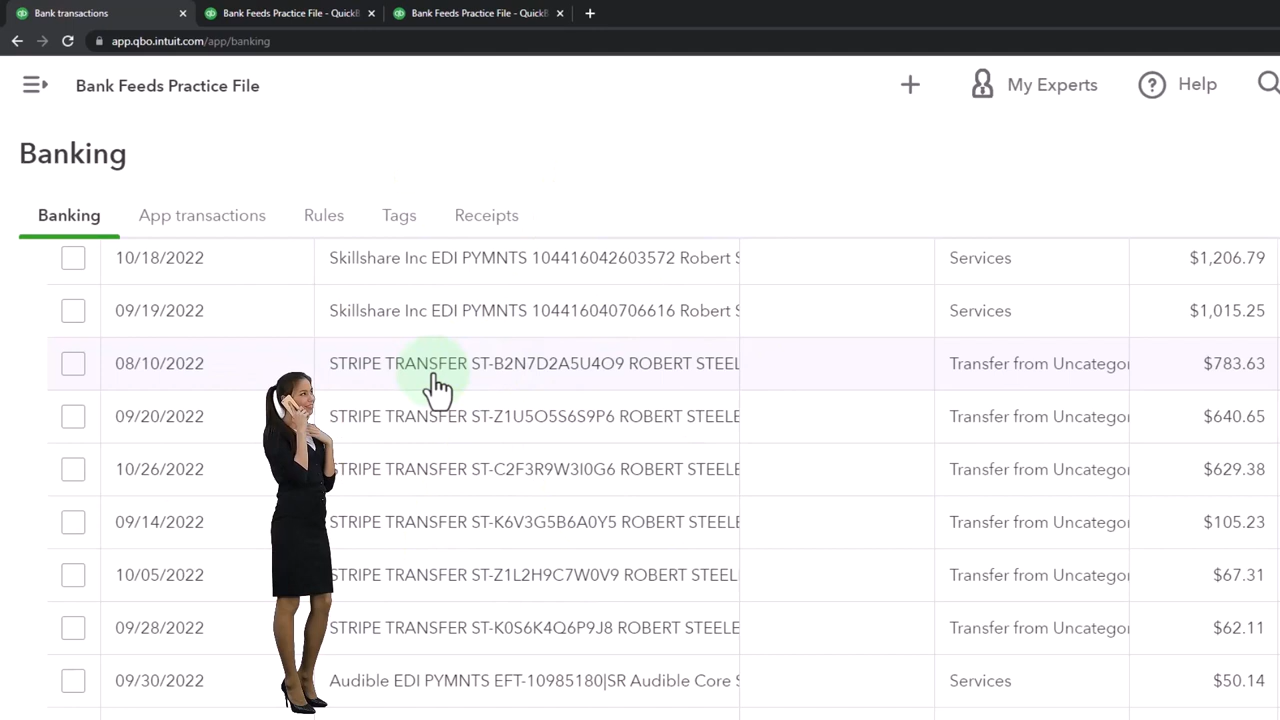 Bank transactions × Bank Feeds Practice File - QuickB × Bank Feeds Practice File - QuickB × +
app.qbo.intuit.com/app/banking
Bank Feeds Practice File + My Experts ? Help
Banking
Banking App transactions Rules Tags Receipts
10/18/2022 Skillshare Inc EDI PYMNTS 104416042603572 Robert S Services $1,206.79
09/19/2022 Skillshare Inc EDI PYMNTS 104416040706616 Robert S Services $1,015.25
08/10/2022 STRIPE TRANSFER ST-B2N7D2A5U4O9 ROBERT STEEL Transfer from Uncategor $783.63
09/20/2022 STRIPE TRANSFER ST-Z1U5O5S6S9P6 ROBERT STEELE Transfer from Uncategor $640.65
10/26/2022 STRIPE TRANSFER ST-C2F3R9W3I0G6 ROBERT STEELE Transfer from Uncategor $629.38
09/14/2022 STRIPE TRANSFER ST-K6V3G5B6A0Y5 ROBERT STEELE Transfer from Uncategor $105.23
10/05/2022 STRIPE TRANSFER ST-Z1L2H9C7W0V9 ROBERT STEEL Transfer from Uncategor $67.31
09/28/2022 STRIPE TRANSFER ST-K0S6K4Q6P9J8 ROBERT STEELE Transfer from Uncategor $62.11
09/30/2022 Audible EDI PYMNTS EFT-10985180|SR Audible Core S Services $50.14